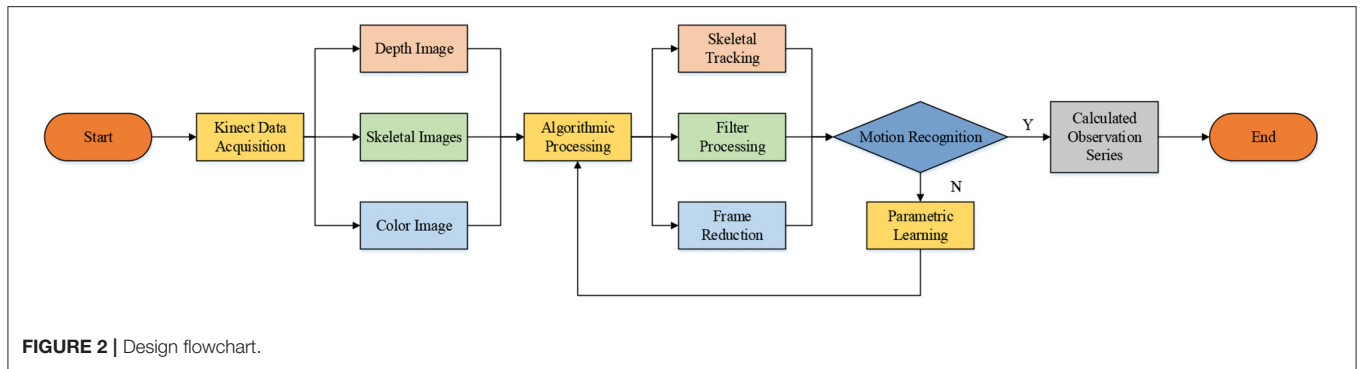 Start
Kinect Data
Acquisition
Depth Image
Skeletal Images
Color Image
Algorithmic
Processing
Skeletal
Tracking
Filter
Processing
Frame
Reduction
Motion Recognition
Y
N
Parametric
Learning
Calculated
Observation
Series
End
FIGURE 2 | Design flowchart.